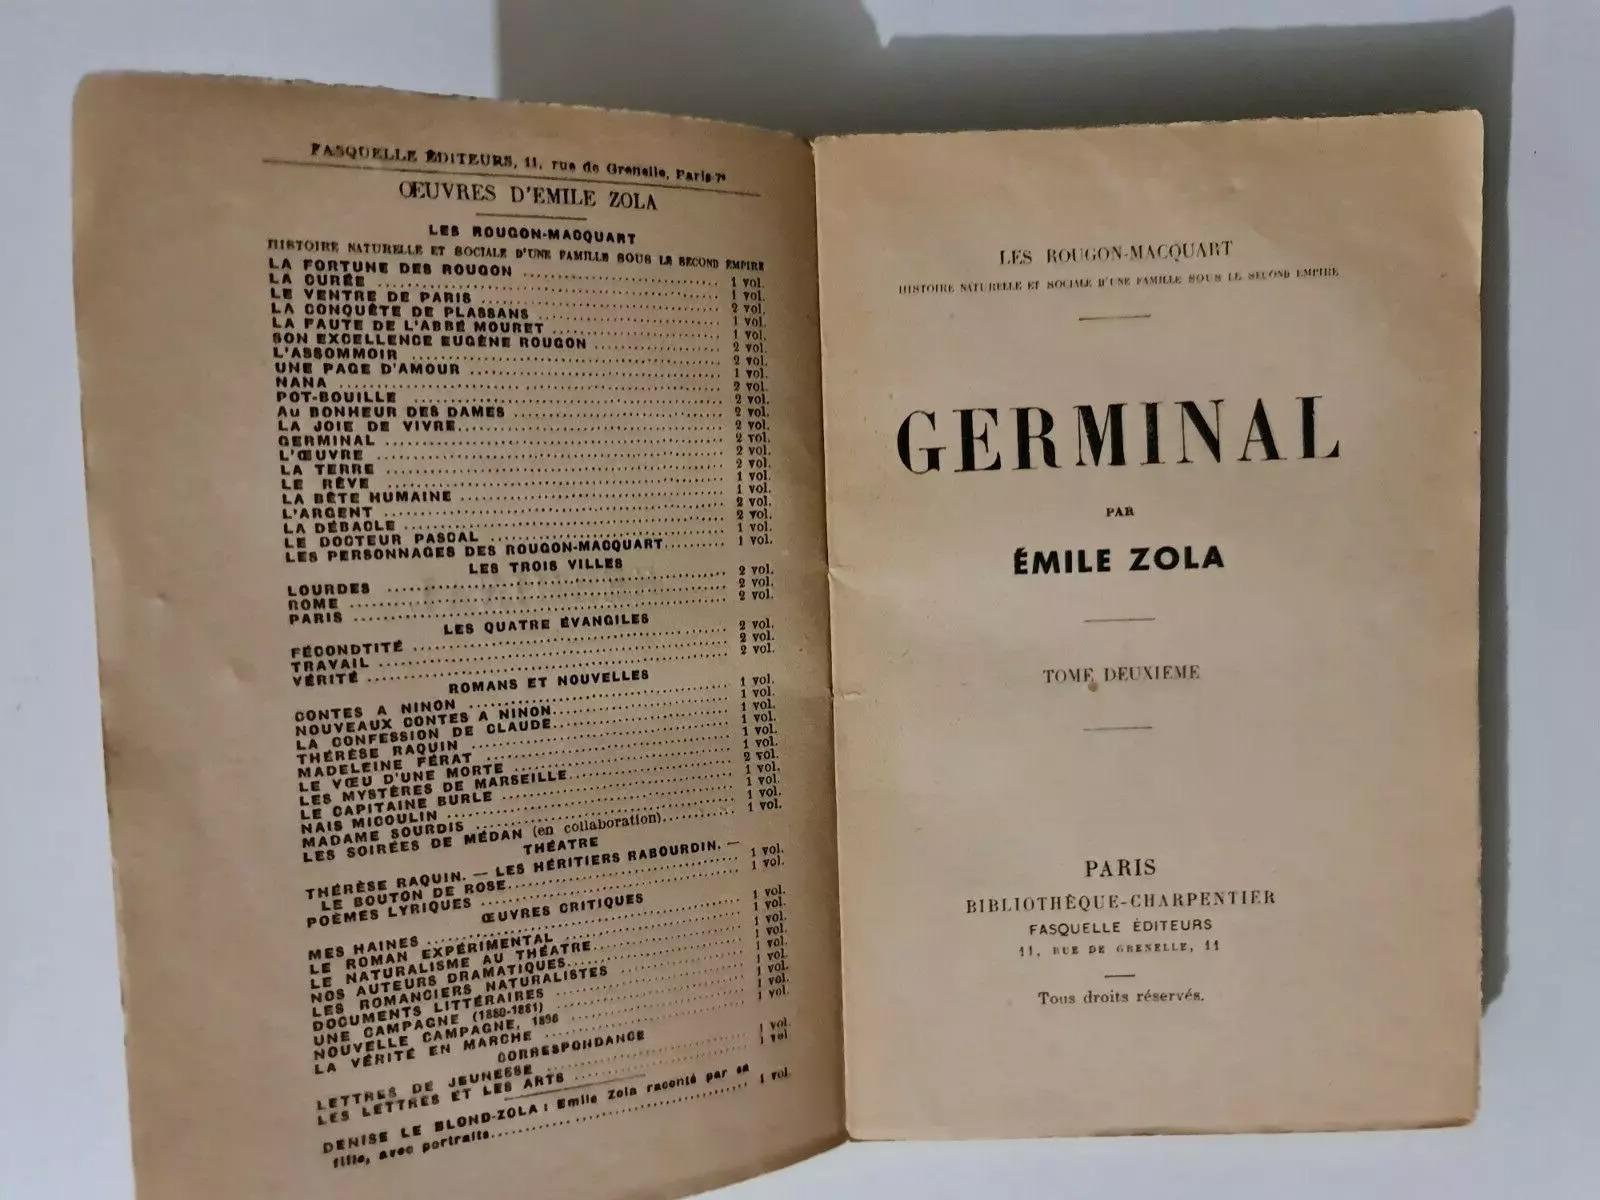 FASQUELLE ÉDITEURS, 11, rue de Grenelle, Paris-7ᵉ
ŒUVRES D'EMILE ZOLA
LES ROUGON-MACQUART
HISTOIRE NATURELLE ET SOCIALE D'UNE FAMILLE SOUS LE SECOND EMPIRE
LA FORTUNE DES ROUGON 1 vol.
LA CURÉE 1 vol.
LE VENTRE DE PARIS 2 vol.
LA CONQUÊTE DE PLASSANS 1 vol.
LA FAUTE DE L'ABBÉ MOURET 1 vol.
SON EXCELLENCE EUGÈNE ROUGON 2 vol.
L'ASSOMMOIR 2 vol.
UNE PAGE D'AMOUR 1 vol.
NANA 2 vol.
POT-BOUILLE 2 vol.
Au BONHEUR DES DAMES 2 vol.
LA JOIE DE VIVRE 2 vol.
GERMINAL 2 vol.
L'ŒUVRE 2 vol.
LA TERRE 2 vol.
LE RÊVE 1 vol.
LA BÊTE HUMAINE 1 vol.
L'ARGENT 2 vol.
LA DÉBACLE 2 vol.
LE DOCTEUR PASCAL 1 vol.
LES PERSONNAGES DES ROUGON-MACQUART 1 vol.
LES TROIS VILLES
LOURDES 2 vol.
ROME 2 vol.
PARIS 2 vol.
LES QUATRE ÉVANGILES
FÉCONDTITÉ 2 vol.
TRAVAIL 2 vol.
VÉRITÉ 2 vol.
ROMANS ET NOUVELLES
CONTES A NINON 1 vol.
NOUVEAUX CONTES A NINON 1 vol.
LA CONFESSION DE CLAUDE 1 vol.
THÉRÈSE RAQUIN 1 vol.
MADELEINE FÉRAT 1 vol.
LE VŒU D'UNE MORTE 1 vol.
LES MYSTÈRES DE MARSEILLE 2 vol.
LE CAPITAINE BURLE 1 vol.
NAIS MICOULIN 1 vol.
MADAME SOURDIS 1 vol.
LES SOIRÉES DE MÉDAN (en collaboration) 1 vol.
THÉATRE
THÉRÈSE RAQUIN. — LES HÉRITIERS RABOURDIN. —
LE BOUTON DE ROSE 1 vol.
POÈMES LYRIQUES 1 vol.
ŒUVRES CRITIQUES
MES HAINES 1 vol.
LE ROMAN EXPÉRIMENTAL 1 vol.
LE NATURALISME AU THÉATRE 1 vol.
NOS AUTEURS DRAMATIQUES 1 vol.
LES ROMANCIERS NATURALISTES 1 vol.
DOCUMENTS LITTÉRAIRES 1 vol.
UNE CAMPAGNE (1880-1881) 1 vol.
NOUVELLE CAMPAGNE, 1896 1 vol.
LA VÉRITÉ EN MARCHE 1 vol.
CORRESPONDANCE
LETTRES DE JEUNESSE 1 vol.
LES LETTRES ET LES ARTS 1 vol
DENISE LE BLOND-ZOLA : Emile Zola raconté par sa
fille, avec portraits 1 vol.
LES ROUGON-MACQUART
HISTOIRE NATURELLE ET SOCIALE D'UNE FAMILLE SOUS LE SECOND EMPIRE
GERMINAL
PAR
ÉMILE ZOLA
TOME DEUXIÈME
PARIS
BIBLIOTHÈQUE-CHARPENTIER
FASQUELLE ÉDITEURS
11, RUE DE GRENELLE, 11
Tous droits réservés.